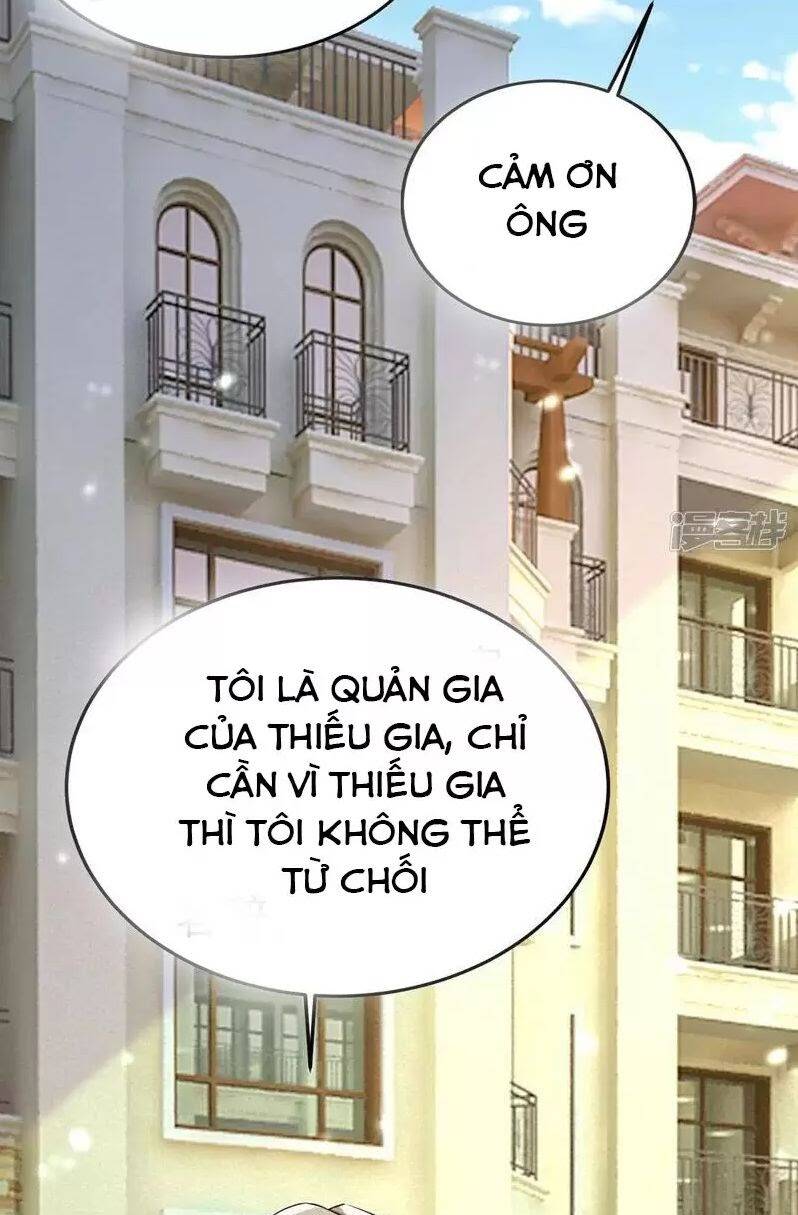 CẢM ƠN
ÔNG
漫客栈
TÔI LÀ QUẢN GIA
CỦA THIẾU GIA, CHỈ
CẦN VÌ THIẾU GIA
THÌ TÔI KHÔNG THỂ
TỪ CHỐI